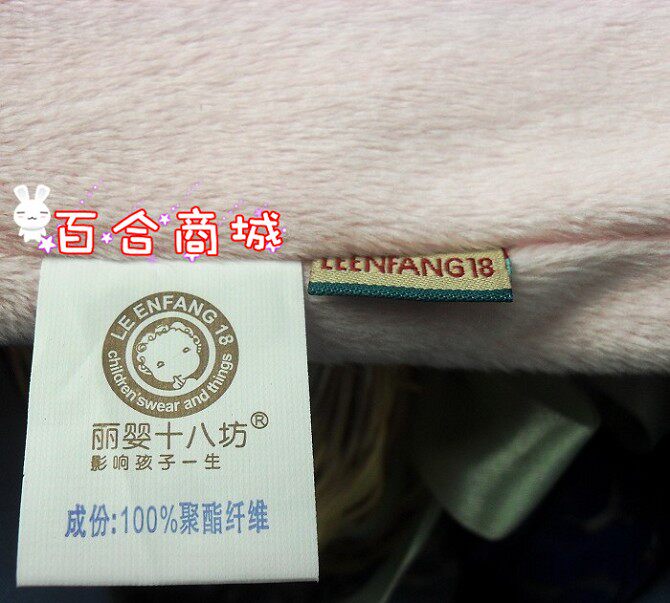 百合商城
LEENFANG18
LE ENFANG 18
children'swear and things
丽婴十八坊®
影响孩子一生
成份:100%聚酯纤维